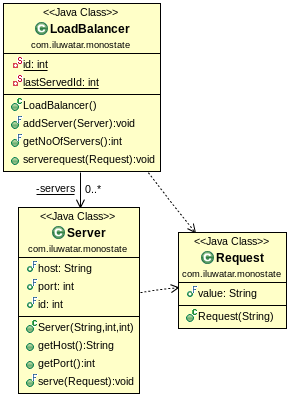 <<Java Class>>
LoadBalancer
com.iluwatar.monostate
id: int
lastServedId: int
LoadBalancer()
addServer(Server):void
getNoOfServers():int
serverequest(Request):void
-servers 0..*
<<Java Class>>
Server
com.iluwatar.monostate
host: String
port: int
id: int
Server(String,int,int)
getHost():String
getPort():int
serve(Request):void
<<Java Class>>
Request
com.iluwatar.monostate
value: String
Request(String)